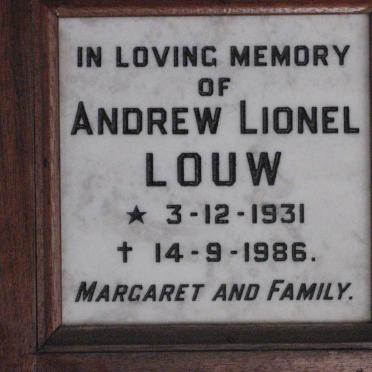 IN LOVING MEMORY
OF
ANDREW LIONEL
LOUW
★ 3-12-1931
† 14-9-1986.
MARGARET AND FAMILY.